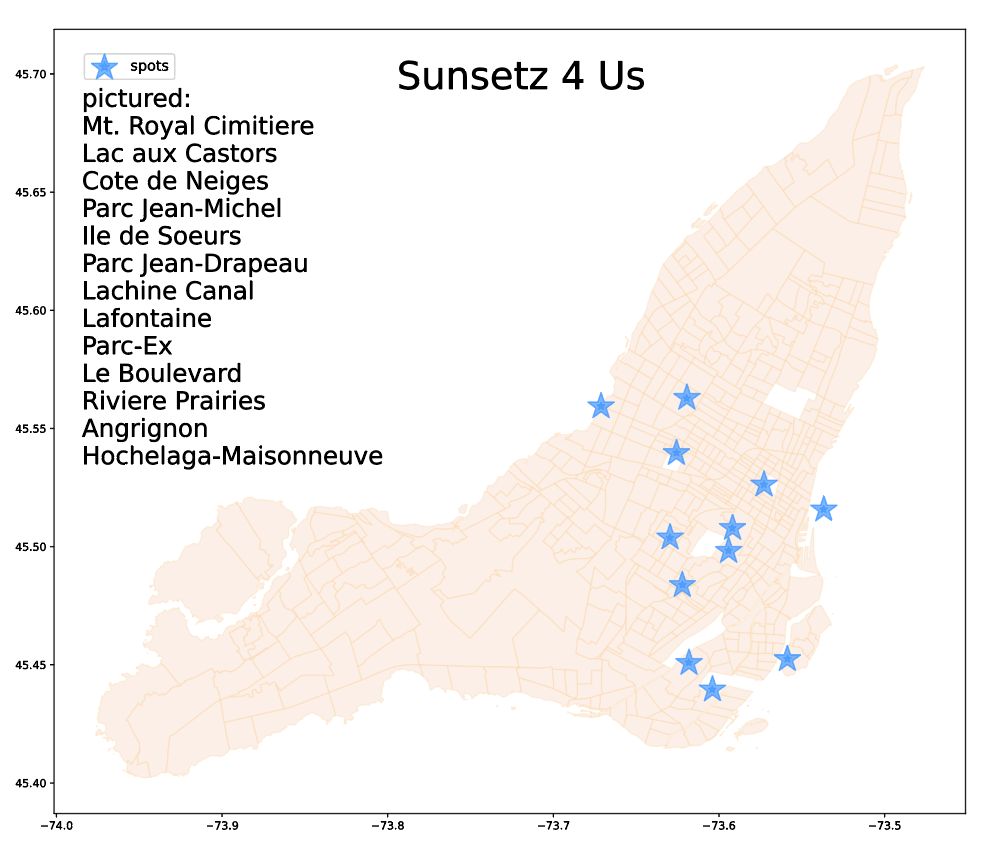 Sunsetz 4 Us
spots
pictured:
Mt. Royal Cimitiere
Lac aux Castors
Cote de Neiges
Parc Jean-Michel
Ile de Soeurs
Parc Jean-Drapeau
Lachine Canal
Lafontaine
Parc-Ex
Le Boulevard
Riviere Prairies
Angrignon
Hochelaga-Maisonneuve
45.70
45.65
45.60
45.55
45.50
45.45
45.40
−74.0
−73.9
−73.8
−73.7
−73.6
−73.5